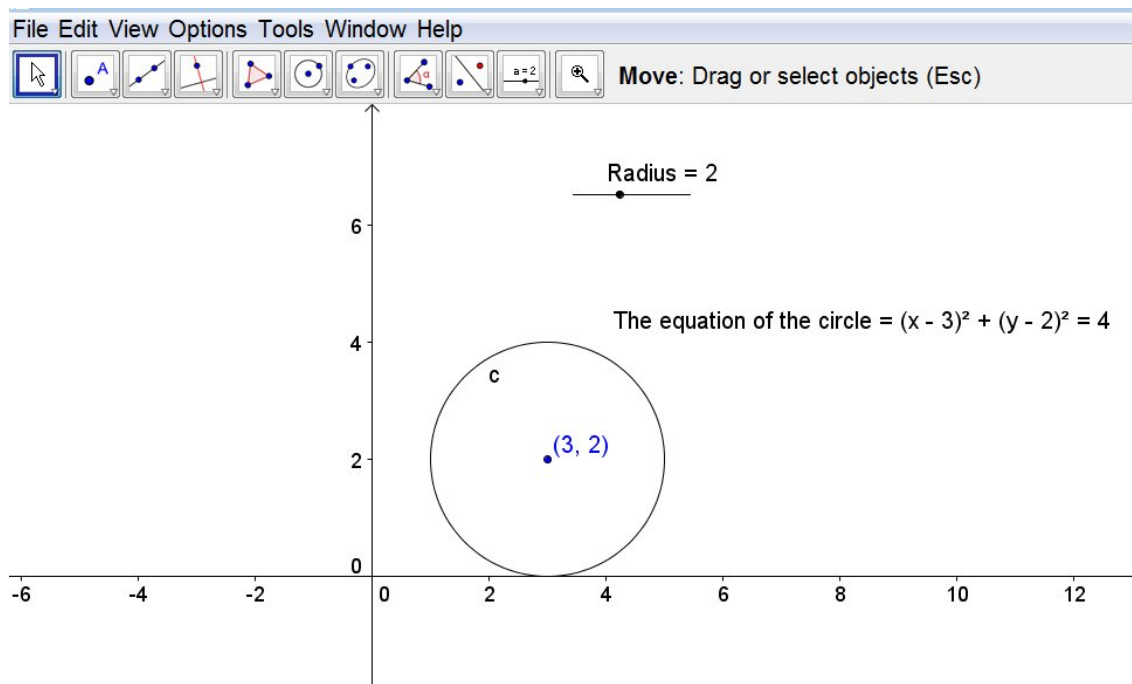 File Edit View Options Tools Window Help
A α a=2 Move: Drag or select objects (Esc)
Radius = 2
6
The equation of the circle = (x - 3)² + (y - 2)² = 4
4
c
(3, 2)
2
0
-6 -4 -2 0 2 4 6 8 10 12